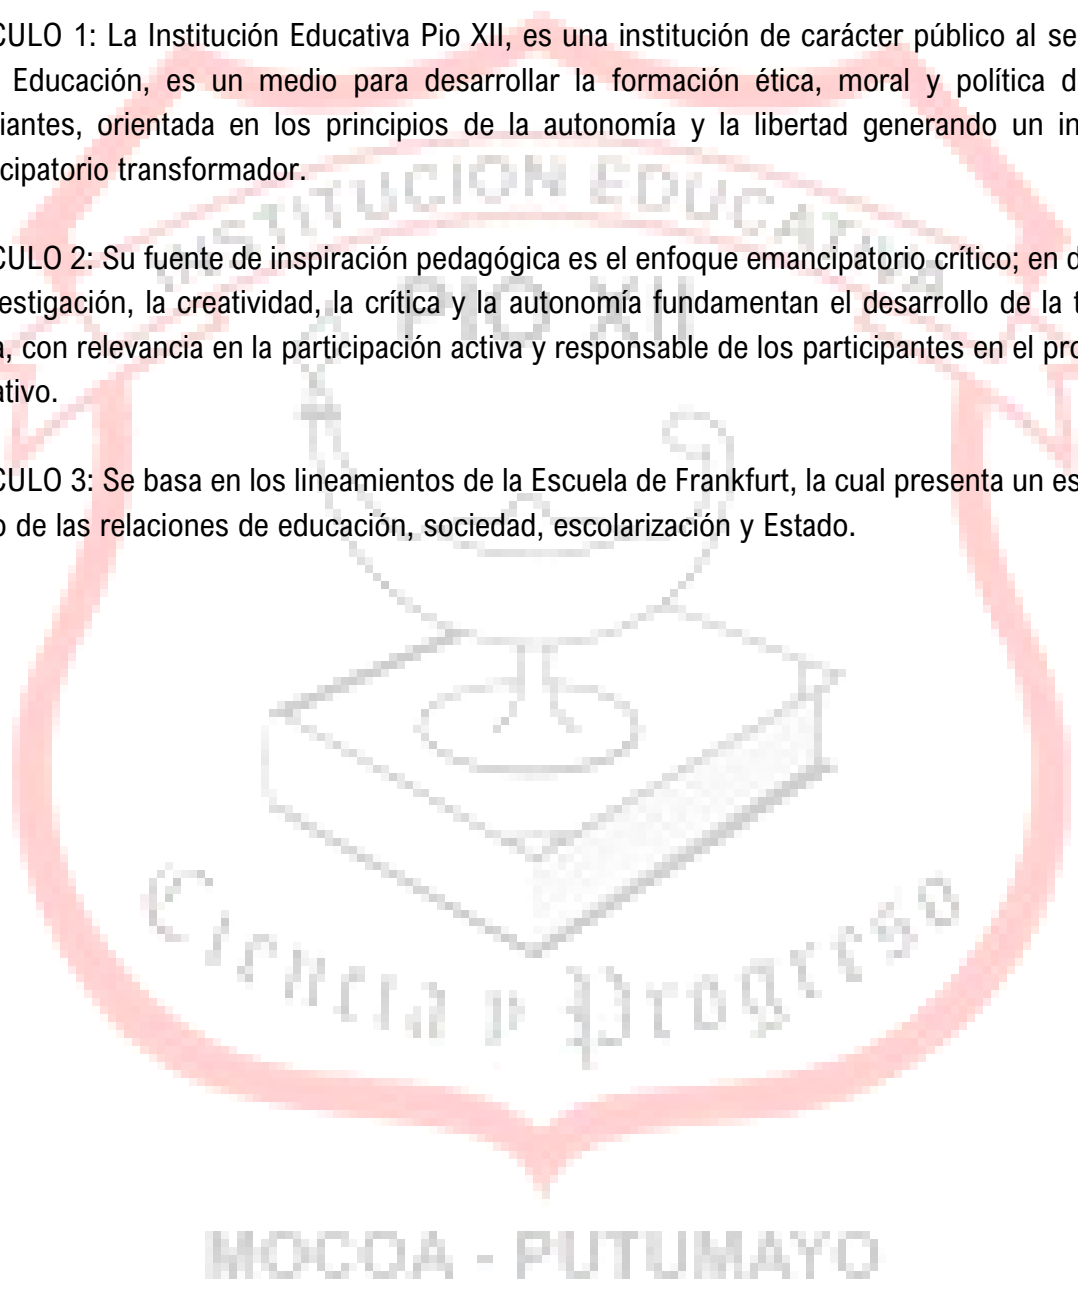 CULO 1: La Institución Educativa Pio XII, es una institución de carácter público al se
Educación, es un medio para desarrollar la formación ética, moral y política d
iantes, orientada en los principios de la autonomía y la libertad generando un in
cipatorio transformador.
CULO 2: Su fuente de inspiración pedagógica es el enfoque emancipatorio crítico; en d
estigación, la creatividad, la crítica y la autonomía fundamentan el desarrollo de la t
a, con relevancia en la participación activa y responsable de los participantes en el pro
ativo.
CULO 3: Se basa en los lineamientos de la Escuela de Frankfurt, la cual presenta un es
o de las relaciones de educación, sociedad, escolarización y Estado.
INSTITUCION EDUCATIVA
PIO XII
Ciencia y Progreso
MOCOA - PUTUMAYO